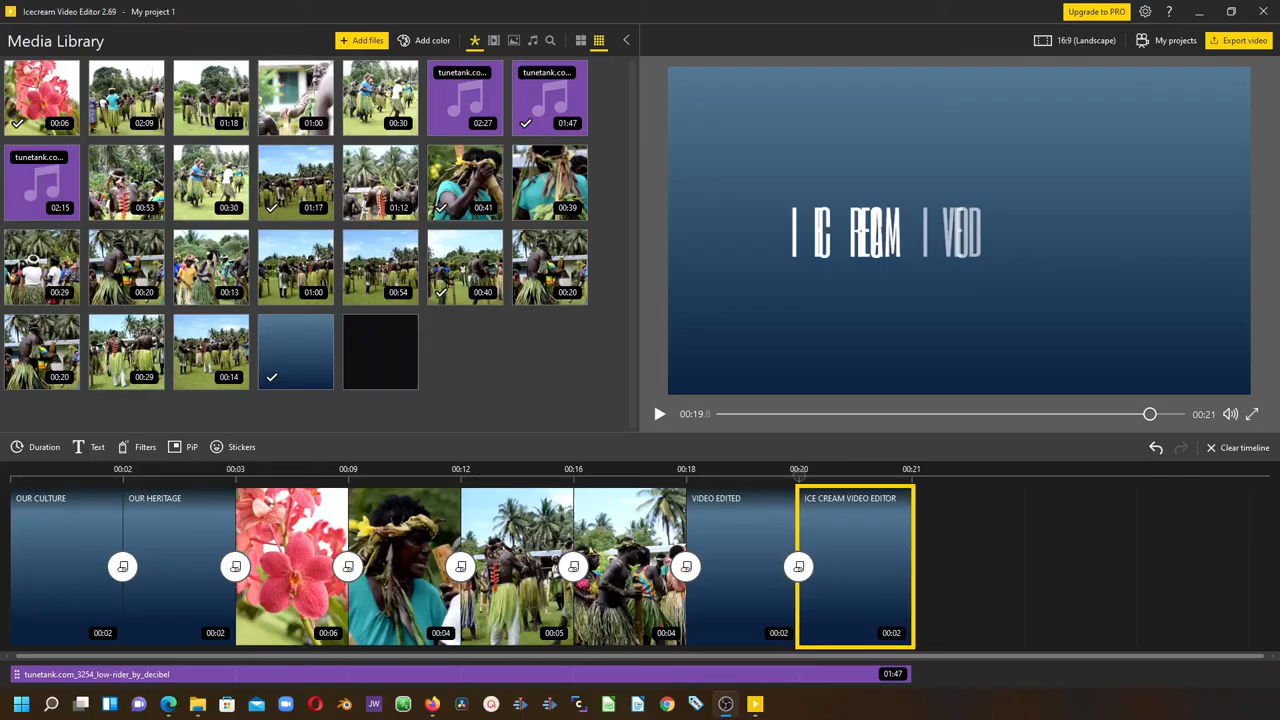 Icecream Video Editor 2.69 - My project 1
Upgrade to PRO
Media Library
Add files
Add color
16:9 (Landscape)
My projects
Export video
00:06
02:09
01:18
01:00
00:30
tunetank.co...
02:27
tunetank.co...
01:47
tunetank.co...
02:15
00:53
00:30
01:17
01:12
00:41
00:39
00:29
00:20
00:13
01:00
00:54
00:40
00:20
00:20
00:29
00:14
00:19.8
00:21
Duration
Text
Filters
PiP
Stickers
Clear timeline
00:02
00:03
00:09
00:12
00:16
00:18
00:20
00:21
OUR CULTURE
OUR HERITAGE
VIDEO EDITED
ICE CREAM VIDEO EDITOR
00:02
00:02
00:06
00:04
00:05
00:04
00:02
00:02
tunetank.com_3254_low-rider_by_decibel
01:47
JW